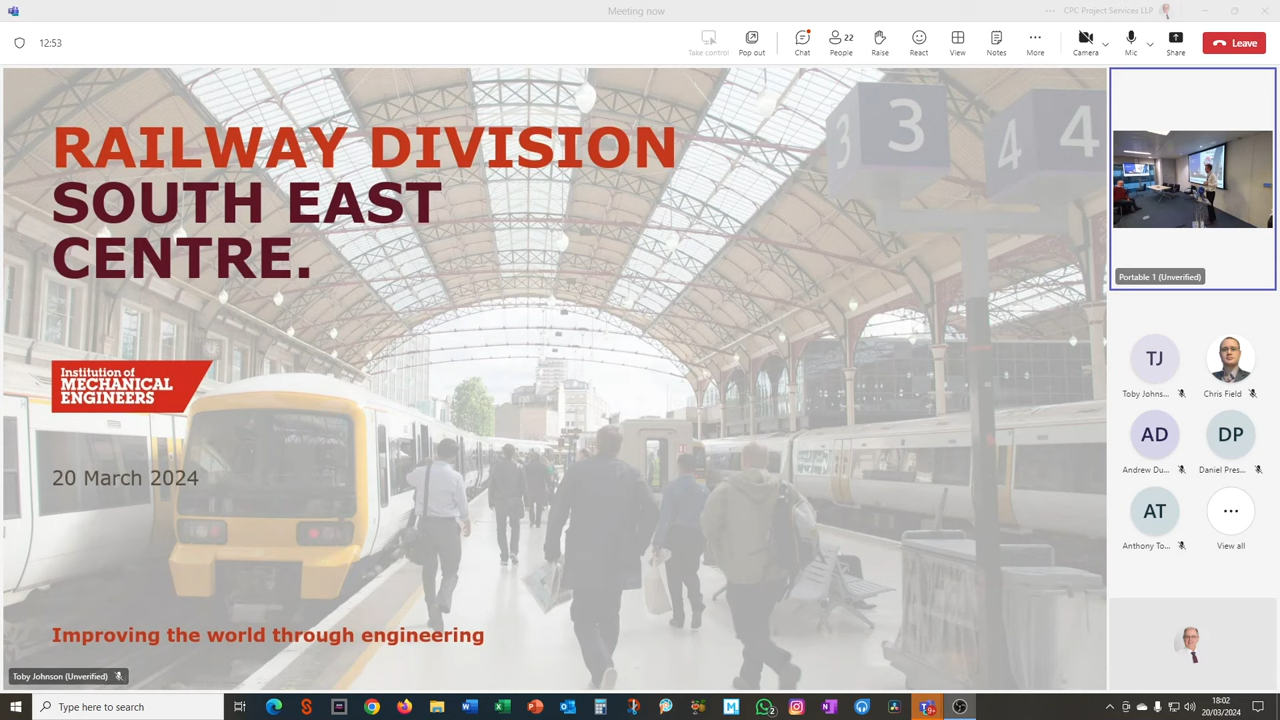 Meeting now
CPC Project Services LLP
12:53
Take control
Pop out
Chat
22
People
Raise
React
View
Notes
More
Camera
Mic
Share
Leave
RAILWAY DIVISION
SOUTH EAST
CENTRE.
3 3
4 4
Institution of
MECHANICAL
ENGINEERS
20 March 2024
Improving the world through engineering
Toby Johnson (Unverified)
Portable 1 (Unverified)
TJ
Toby Johns...
Chris Field
AD
Andrew Du...
DP
Daniel Pres...
AT
Anthony To...
View all
Type here to search
18:02
20/03/2024